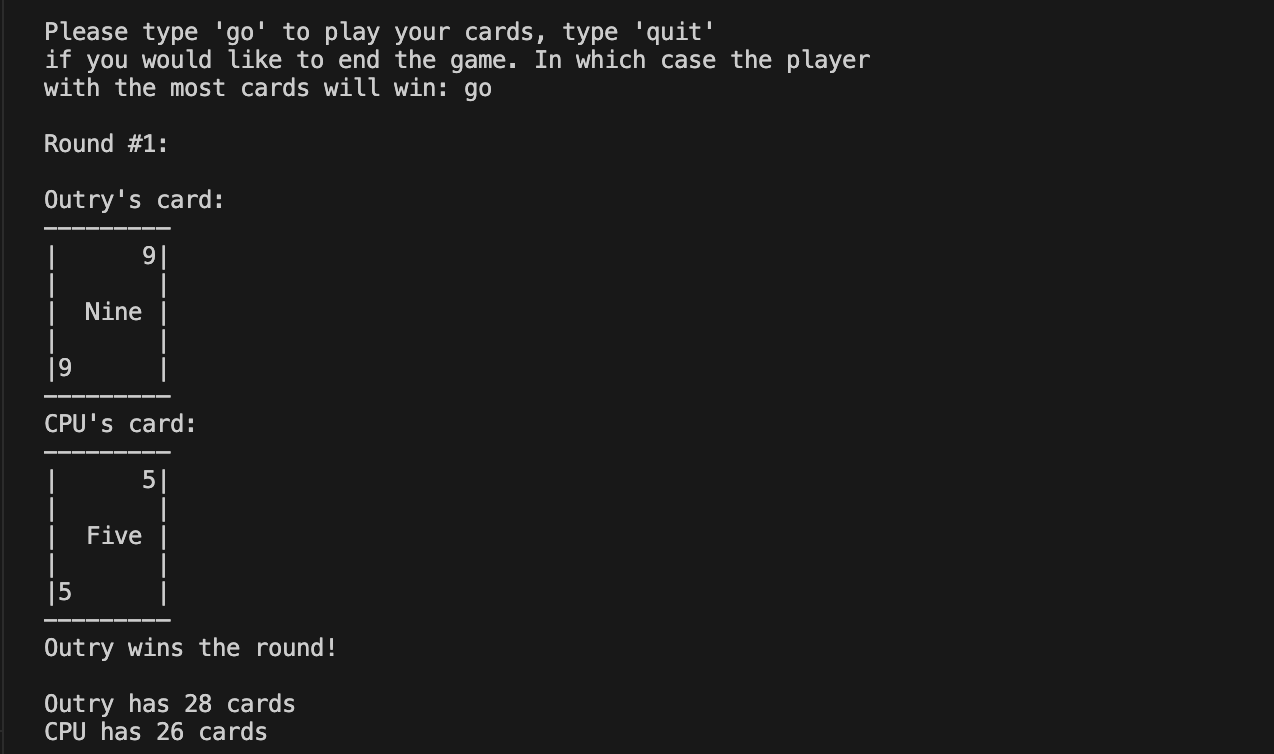 Please type 'go' to play your cards, type 'quit'
if you would like to end the game. In which case the player
with the most cards will win: go
Round #1:
Outry's card:
—————————
|      9|
|       |
|  Nine |
|       |
|9      |
—————————
CPU's card:
—————————
|      5|
|       |
|  Five |
|       |
|5      |
—————————
Outry wins the round!
Outry has 28 cards
CPU has 26 cards